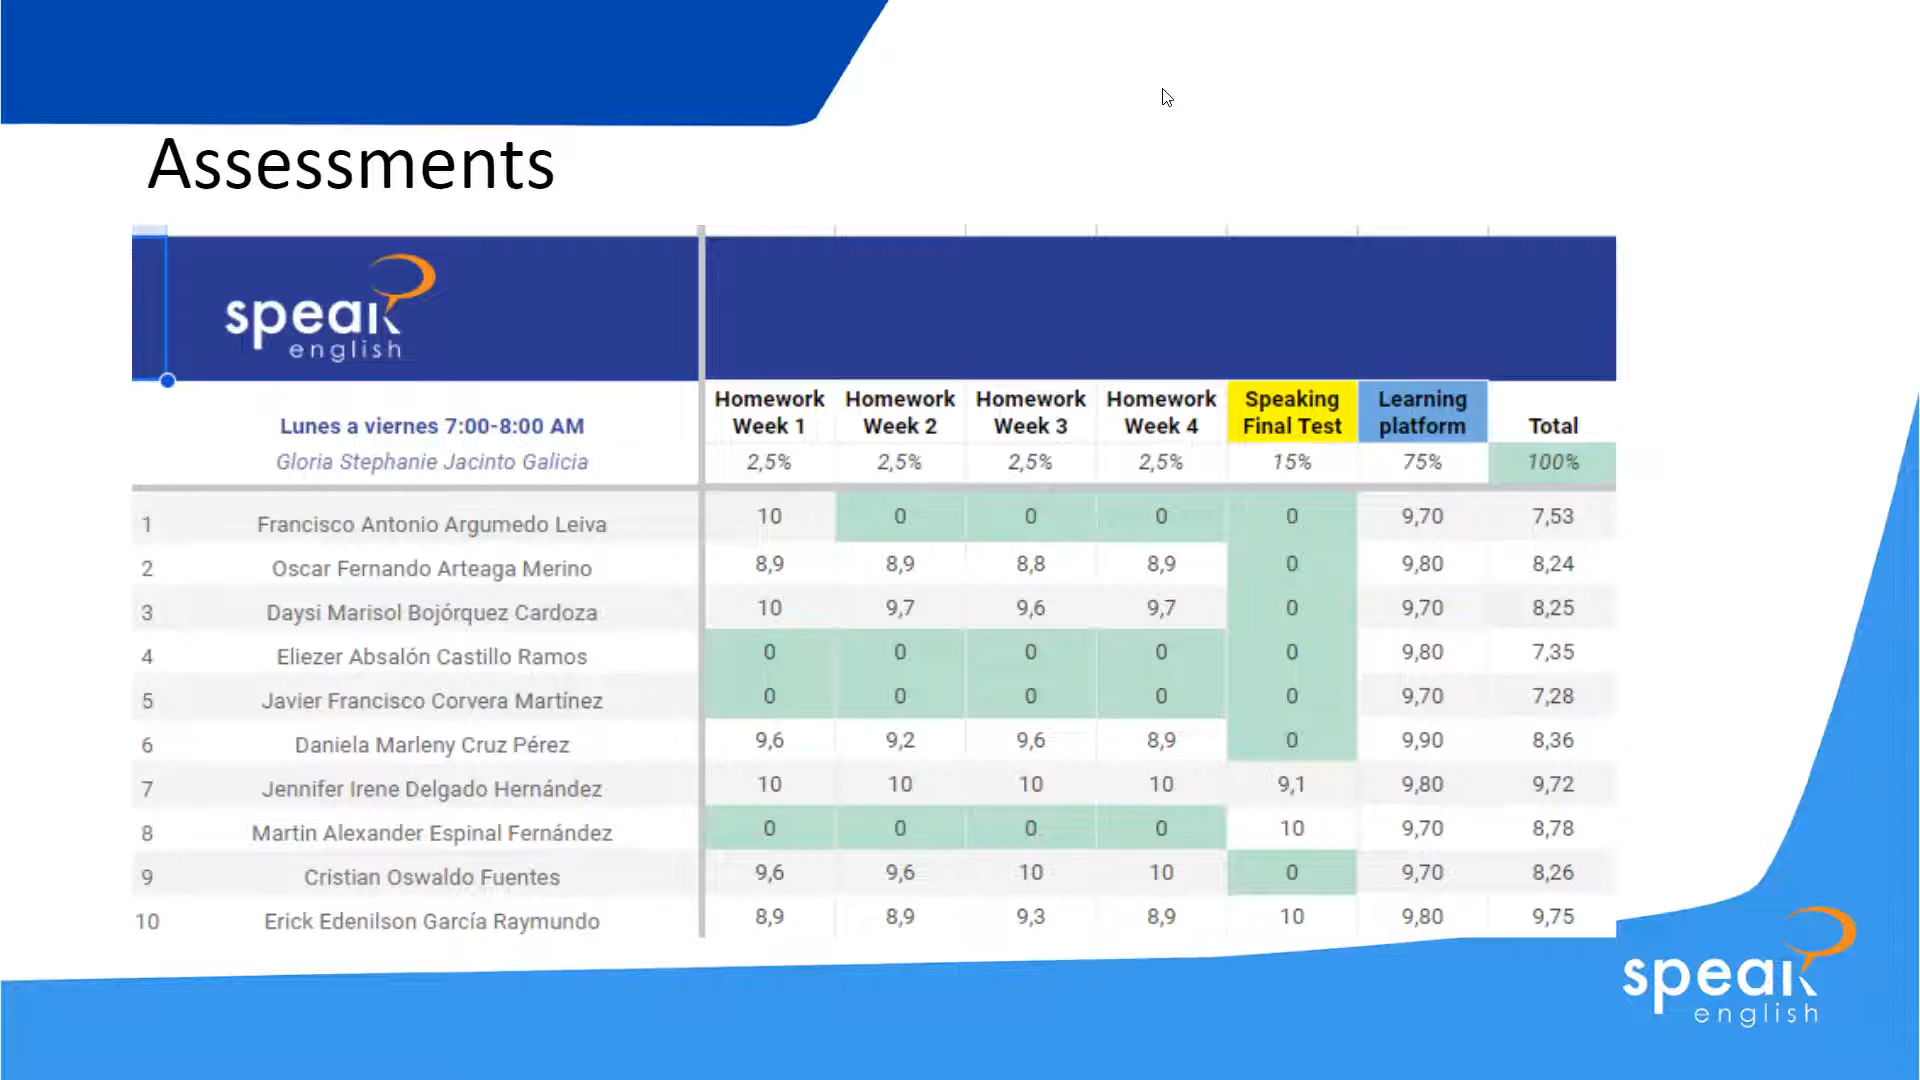 Assessments
speak
english
Homework Week 1 Homework Week 2 Homework Week 3 Homework Week 4 Speaking Final Test Learning platform Total
Lunes a viernes 7:00-8:00 AM
Gloria Stephanie Jacinto Galicia 2,5% 2,5% 2,5% 2,5% 15% 75% 100%
1 Francisco Antonio Argumedo Leiva 10 0 0 0 0 9,70 7,53
2 Oscar Fernando Arteaga Merino 8,9 8,9 8,8 8,9 0 9,80 8,24
3 Daysi Marisol Bojórquez Cardoza 10 9,7 9,6 9,7 0 9,70 8,25
4 Eliezer Absalón Castillo Ramos 0 0 0 0 0 9,80 7,35
5 Javier Francisco Corvera Martínez 0 0 0 0 0 9,70 7,28
6 Daniela Marleny Cruz Pérez 9,6 9,2 9,6 8,9 0 9,90 8,36
7 Jennifer Irene Delgado Hernández 10 10 10 10 9,1 9,80 9,72
8 Martin Alexander Espinal Fernández 0 0 0 0 10 9,70 8,78
9 Cristian Oswaldo Fuentes 9,6 9,6 10 10 0 9,70 8,26
10 Erick Edenilson García Raymundo 8,9 8,9 9,3 8,9 10 9,80 9,75
speak
english